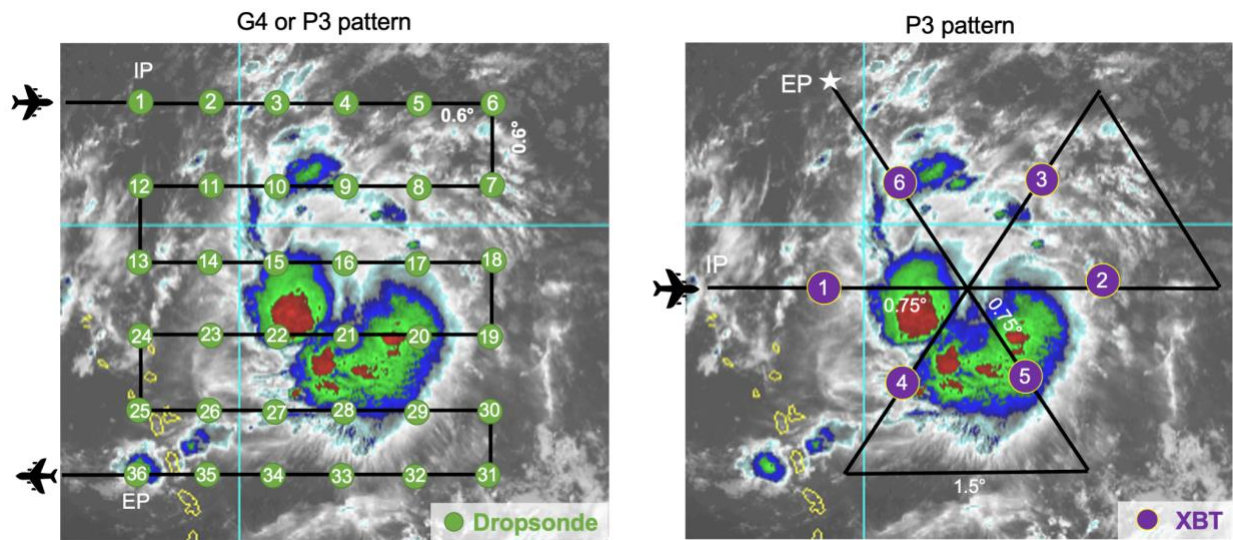 G4 or P3 pattern
IP
1 2 3 4 5 6
0.6°
0.6°
12 11 10 9 8 7
13 14 15 16 17 18
24 23 22 21 20 19
25 26 27 28 29 30
36 35 34 33 32 31
EP
Dropsonde
P3 pattern
EP
6 3
IP
1 2
0.75° 0.75°
4 5
1.5°
XBT